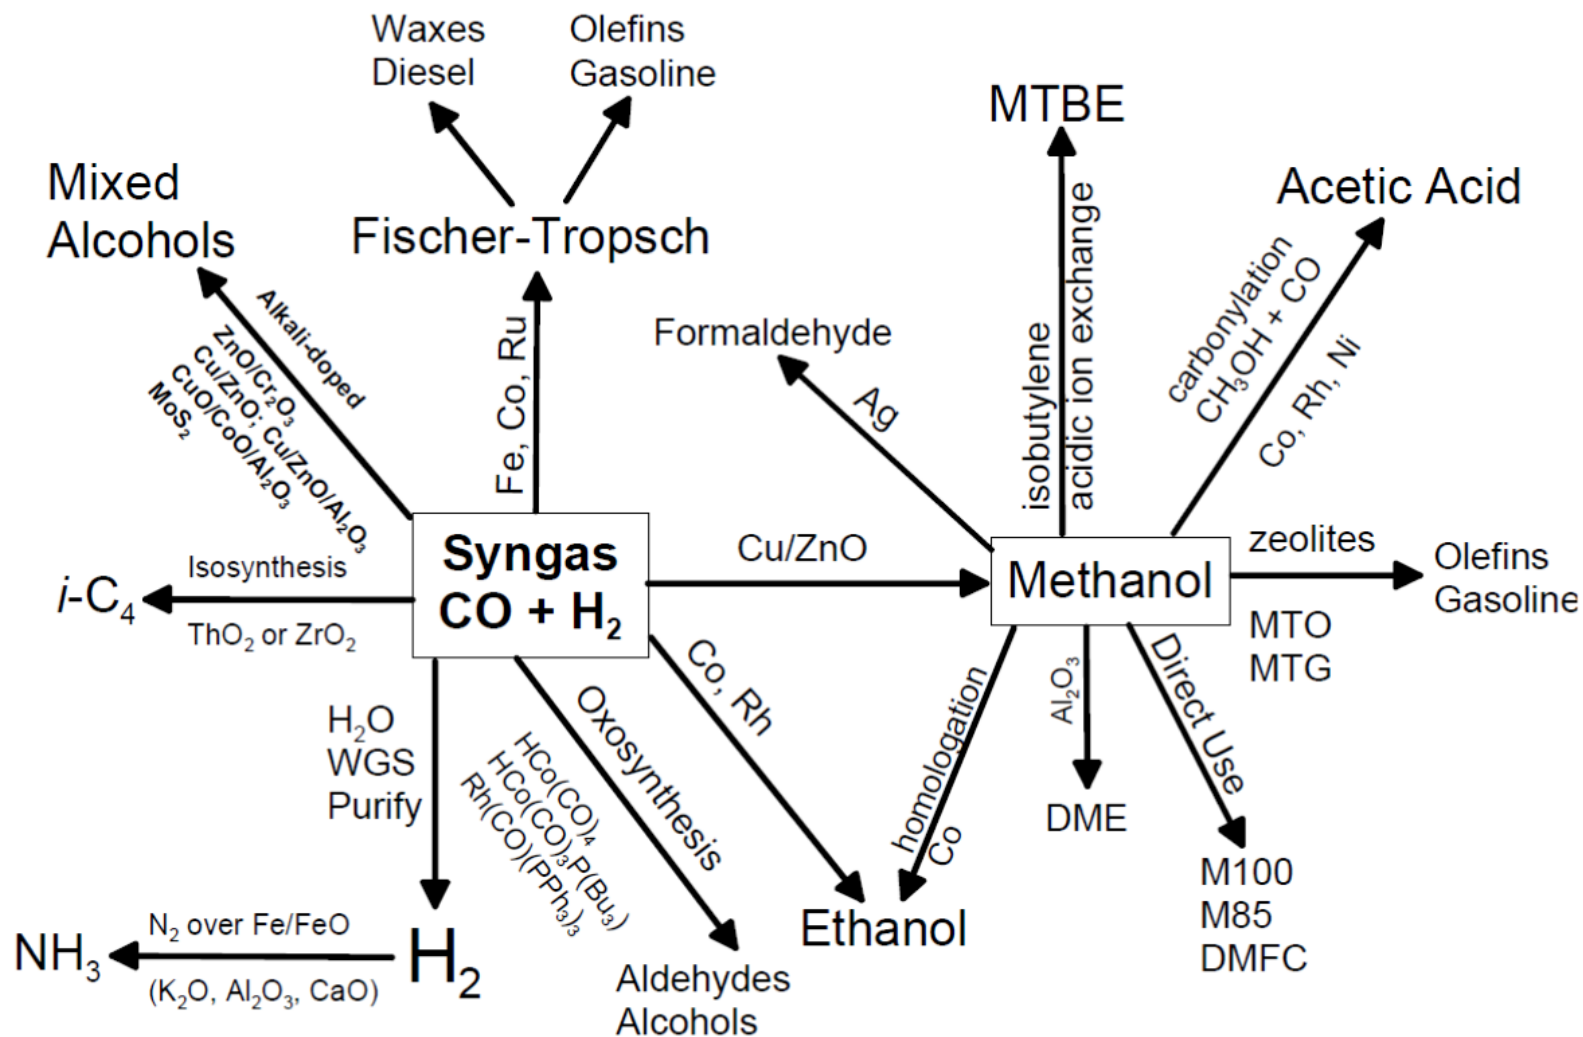 Waxes
Diesel
Olefins
Gasoline
MTBE
Mixed
Alcohols
Fischer-Tropsch
Acetic Acid
Alkali-doped
ZnO/Cr₂O₃
Cu/ZnO; Cu/ZnO/Al₂O₃
CuO/CoO/Al₂O₃
MoS₂
Fe, Co, Ru
Formaldehyde
Ag
isobutylene
acidic ion exchange
carbonylation
CH₃OH + CO
Co, Rh, Ni
Syngas
CO + H₂
Cu/ZnO
Methanol
zeolites
Olefins
Gasoline
MTO
MTG
i-C₄
Isosynthesis
ThO₂ or ZrO₂
H₂O
WGS
Purify
Oxosynthesis
HCo(CO)₄
HCo(CO)₃P(Bu₃)
Rh(CO)(PPh₃)₃
Co, Rh
homologation
Co
Al₂O₃
Direct Use
DME
M100
M85
DMFC
Ethanol
Aldehydes
Alcohols
NH₃
N₂ over Fe/FeO
(K₂O, Al₂O₃, CaO)
H₂